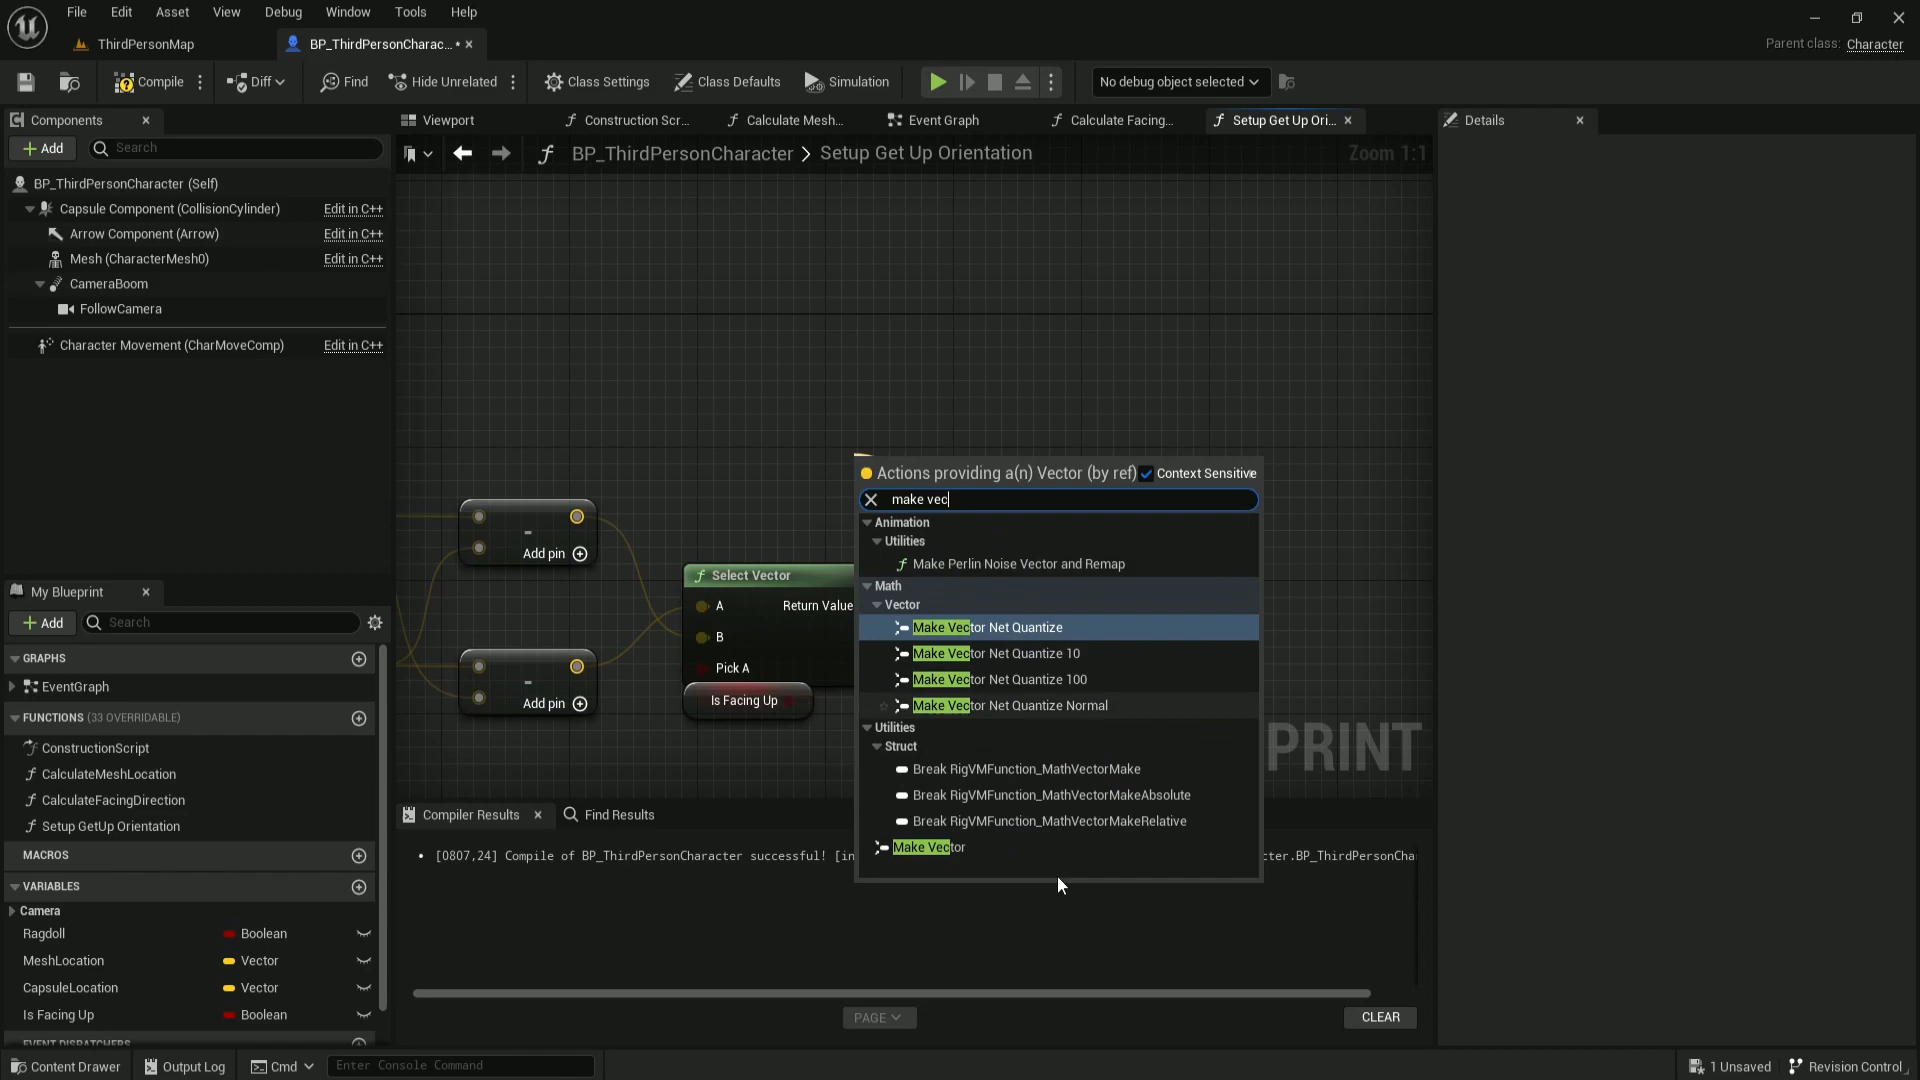 File Edit Asset View Debug Window Tools Help
ThirdPersonMap
BP_ThirdPersonCharac... •
Parent class: Character
Compile Diff Find Hide Unrelated Class Settings Class Defaults Simulation No debug object selected
Components
Viewport Construction Scr... Calculate Mesh... Event Graph Calculate Facing... Setup Get Up Ori... Details
Add Search
BP_ThirdPersonCharacter > Setup Get Up Orientation Zoom 1:1
BP_ThirdPersonCharacter (Self)
Capsule Component (CollisionCylinder) Edit in C++
Arrow Component (Arrow) Edit in C++
Mesh (CharacterMesh0) Edit in C++
CameraBoom
FollowCamera
Character Movement (CharMoveComp) Edit in C++
Add pin
Add pin
Select Vector
A Return Value
B
Pick A
Is Facing Up
Actions providing a(n) Vector (by ref) Context Sensitive
make vec
Animation
Utilities
Make Perlin Noise Vector and Remap
Math
Vector
Make Vector Net Quantize
Make Vector Net Quantize 10
Make Vector Net Quantize 100
Make Vector Net Quantize Normal
Utilities
Struct
Break RigVMFunction_MathVectorMake
Break RigVMFunction_MathVectorMakeAbsolute
Break RigVMFunction_MathVectorMakeRelative
Make Vector
PRINT
My Blueprint
Add Search
GRAPHS
EventGraph
FUNCTIONS (33 OVERRIDABLE)
ConstructionScript
CalculateMeshLocation
CalculateFacingDirection
Setup GetUp Orientation
MACROS
VARIABLES
Camera
Ragdoll Boolean
MeshLocation Vector
CapsuleLocation Vector
Is Facing Up Boolean
EVENT DISPATCHERS
Compiler Results Find Results
• [0807,24] Compile of BP_ThirdPersonCharacter successful! [in cter.BP_ThirdPersonCha
PAGE CLEAR
Content Drawer Output Log Cmd Enter Console Command 1 Unsaved Revision Control